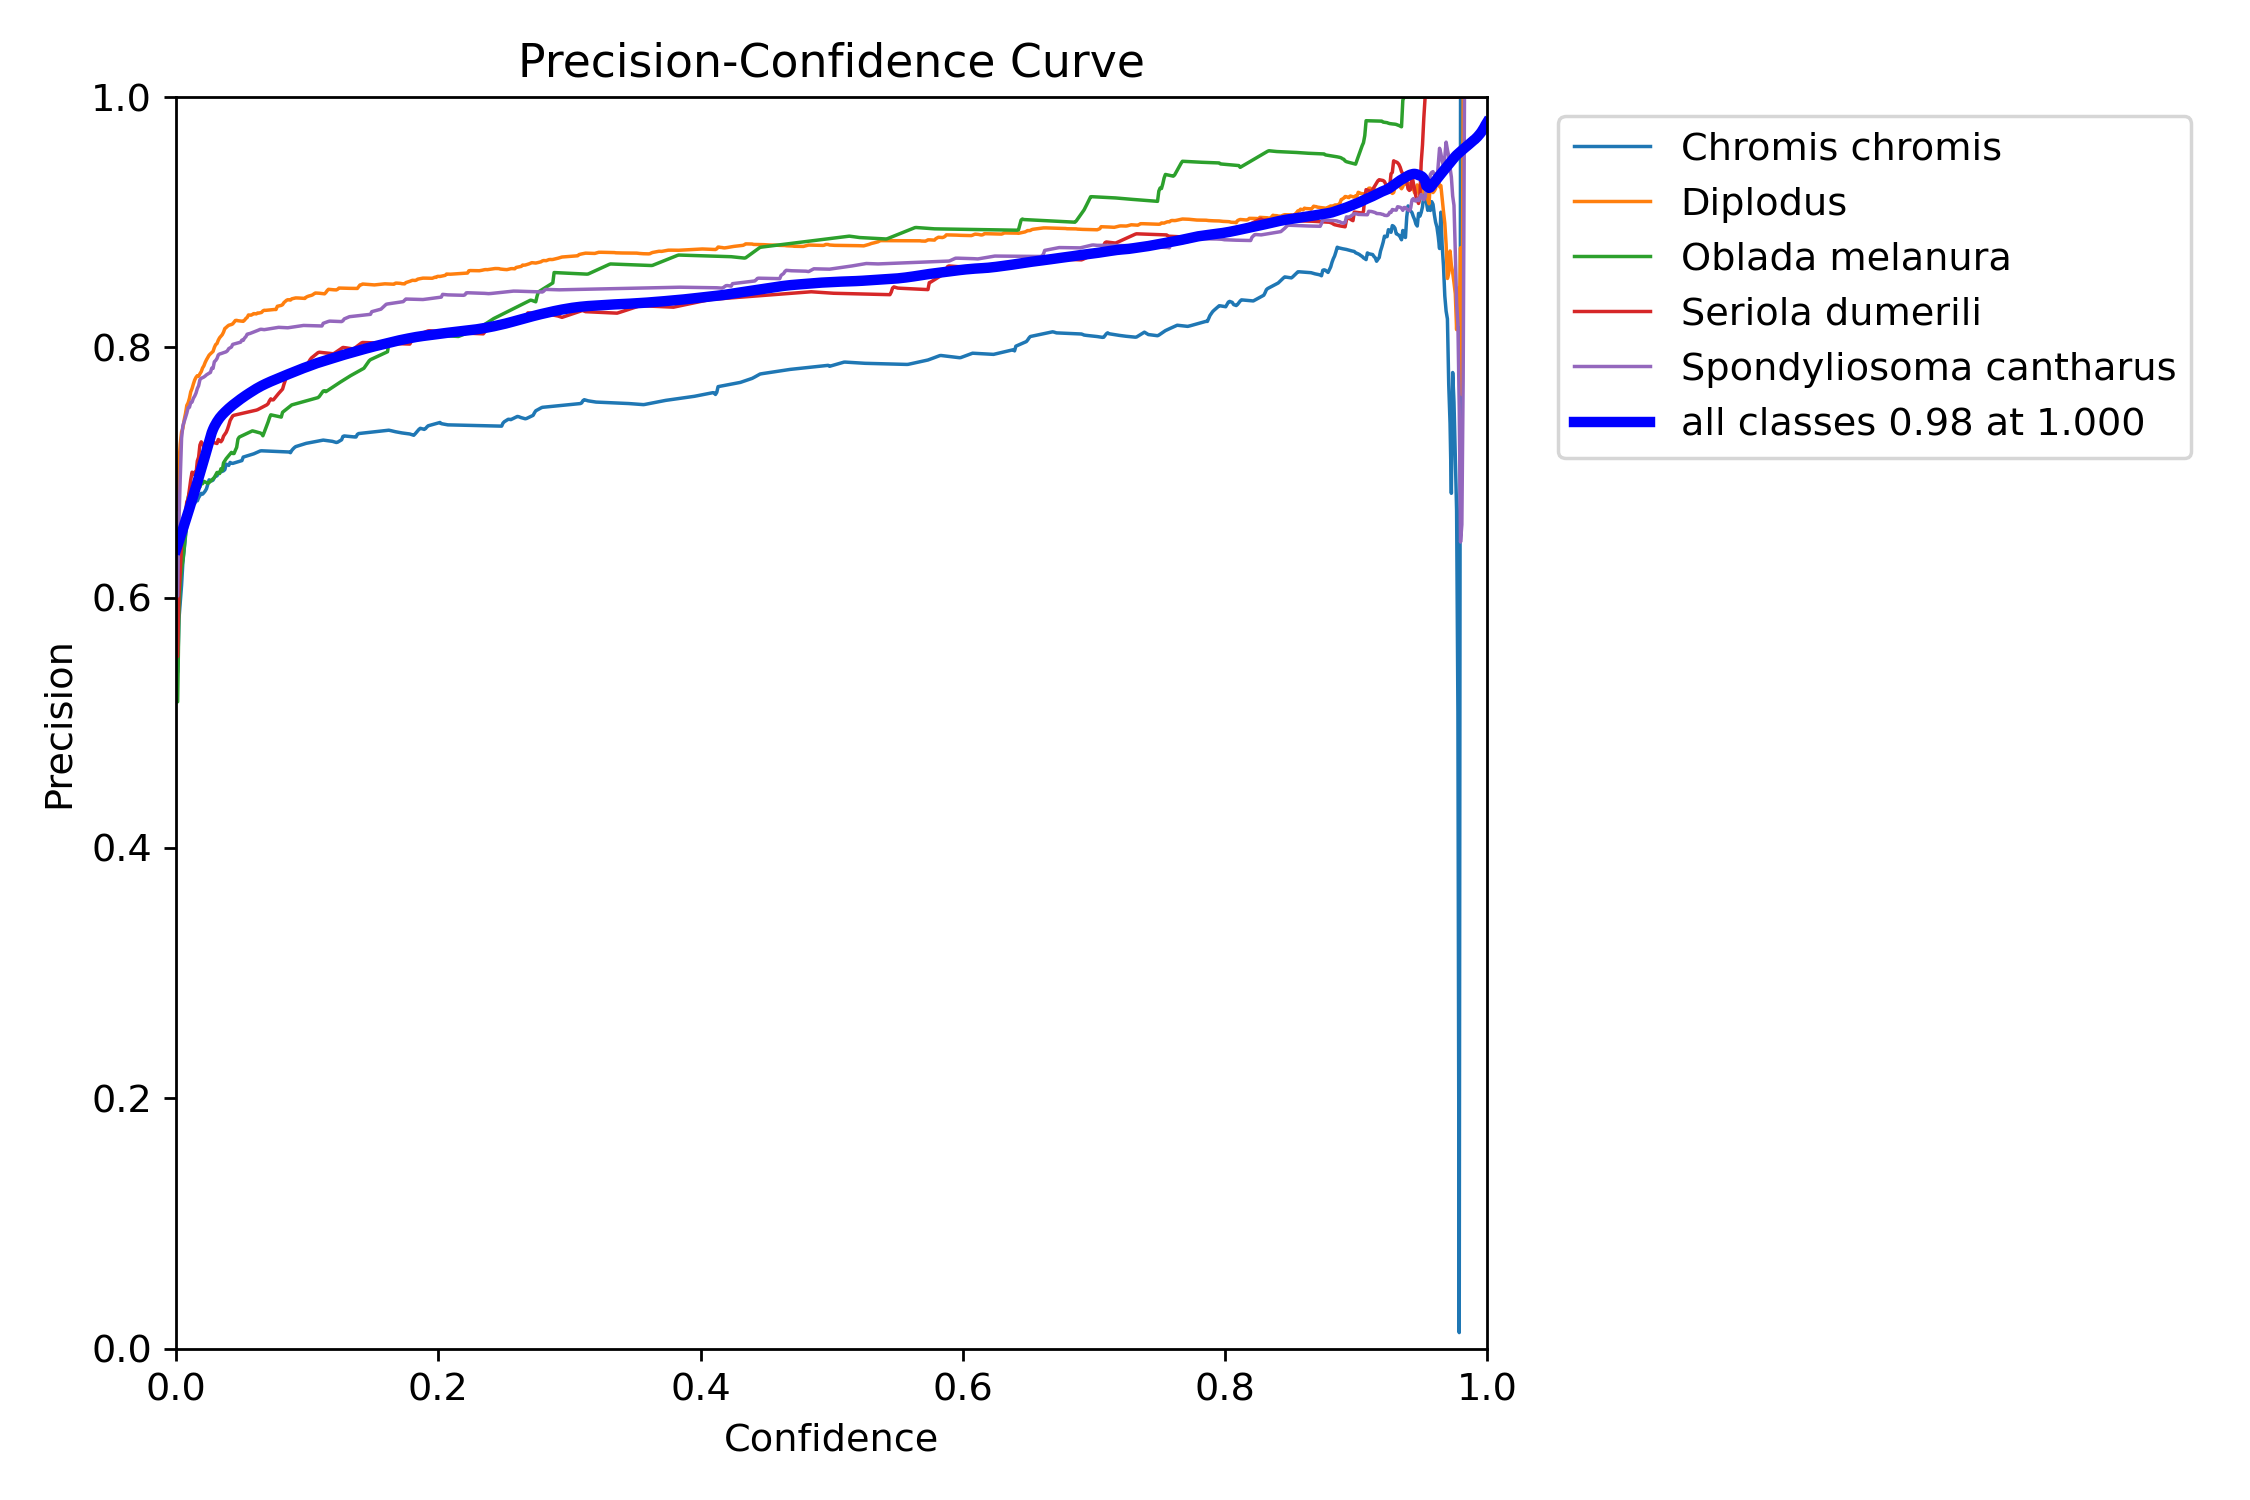 Precision-Confidence Curve
1.0
0.8
0.6
0.4
0.2
0.0
Precision
0.0 0.2 0.4 0.6 0.8 1.0
Confidence
Chromis chromis
Diplodus
Oblada melanura
Seriola dumerili
Spondyliosoma cantharus
all classes 0.98 at 1.000